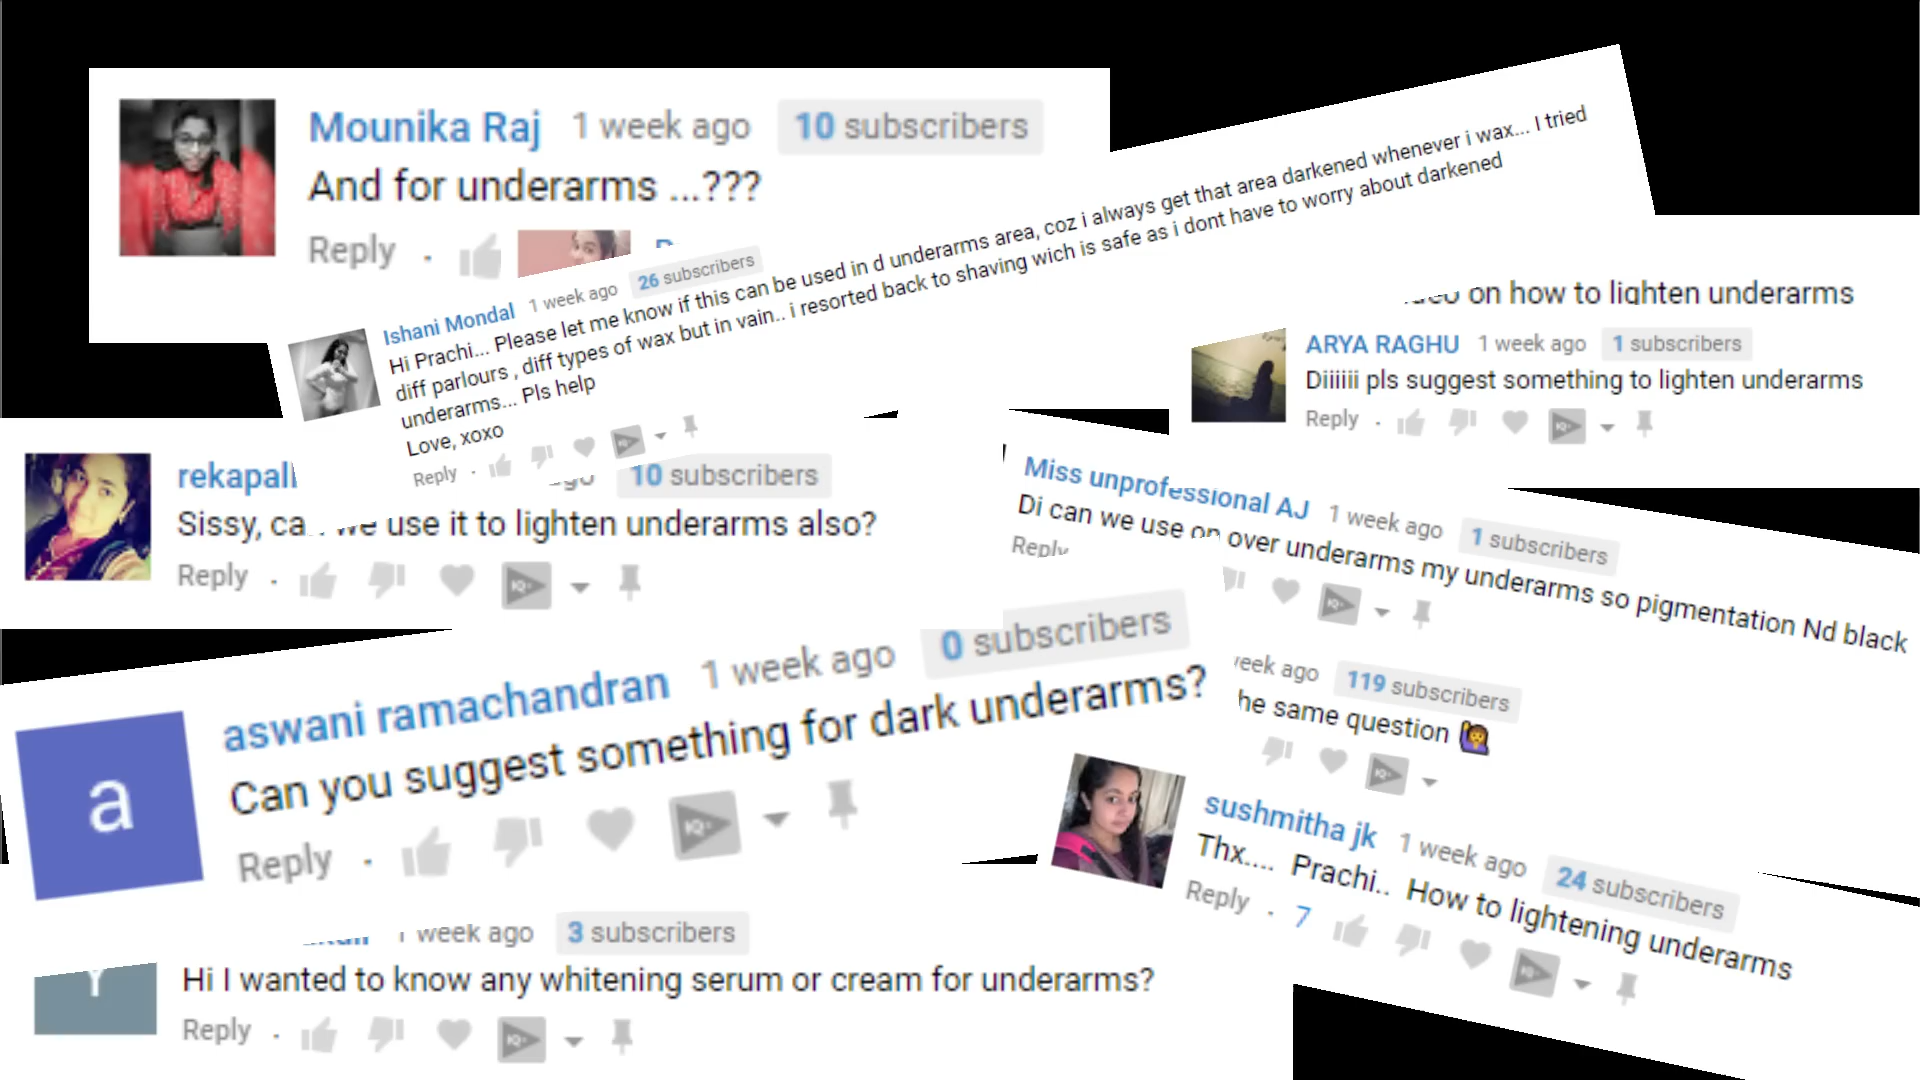 Mounika Raj 1 week ago 10 subscribers
And for underarms ...???
Reply
Ishani Mondal 1 week ago 26 subscribers
Hi Prachi... Please let me know if this can be used in d underarms area, coz i always get that area darkened whenever i wax... I tried
diff parlours , diff types of wax but in vain.. i resorted back to shaving wich is safe as i dont have to worry about darkened
underarms... Pls help
Love, xoxo
Reply
on how to lighten underarms
ARYA RAGHU 1 week ago 1 subscribers
Diiiiii pls suggest something to lighten underarms
Reply
rekapall ago 10 subscribers
Sissy, can we use it to lighten underarms also?
Reply
Miss unprofessional AJ 1 week ago 1 subscribers
Di can we use on over underarms my underarms so pigmentation Nd black
Reply
week ago 119 subscribers
he same question 🙋
a
aswani ramachandran 1 week ago 0 subscribers
Can you suggest something for dark underarms?
Reply
sushmitha jk 1 week ago 24 subscribers
Thx.... Prachi.. How to lightening underarms
Reply 7
1 week ago 3 subscribers
Y
Hi I wanted to know any whitening serum or cream for underarms?
Reply